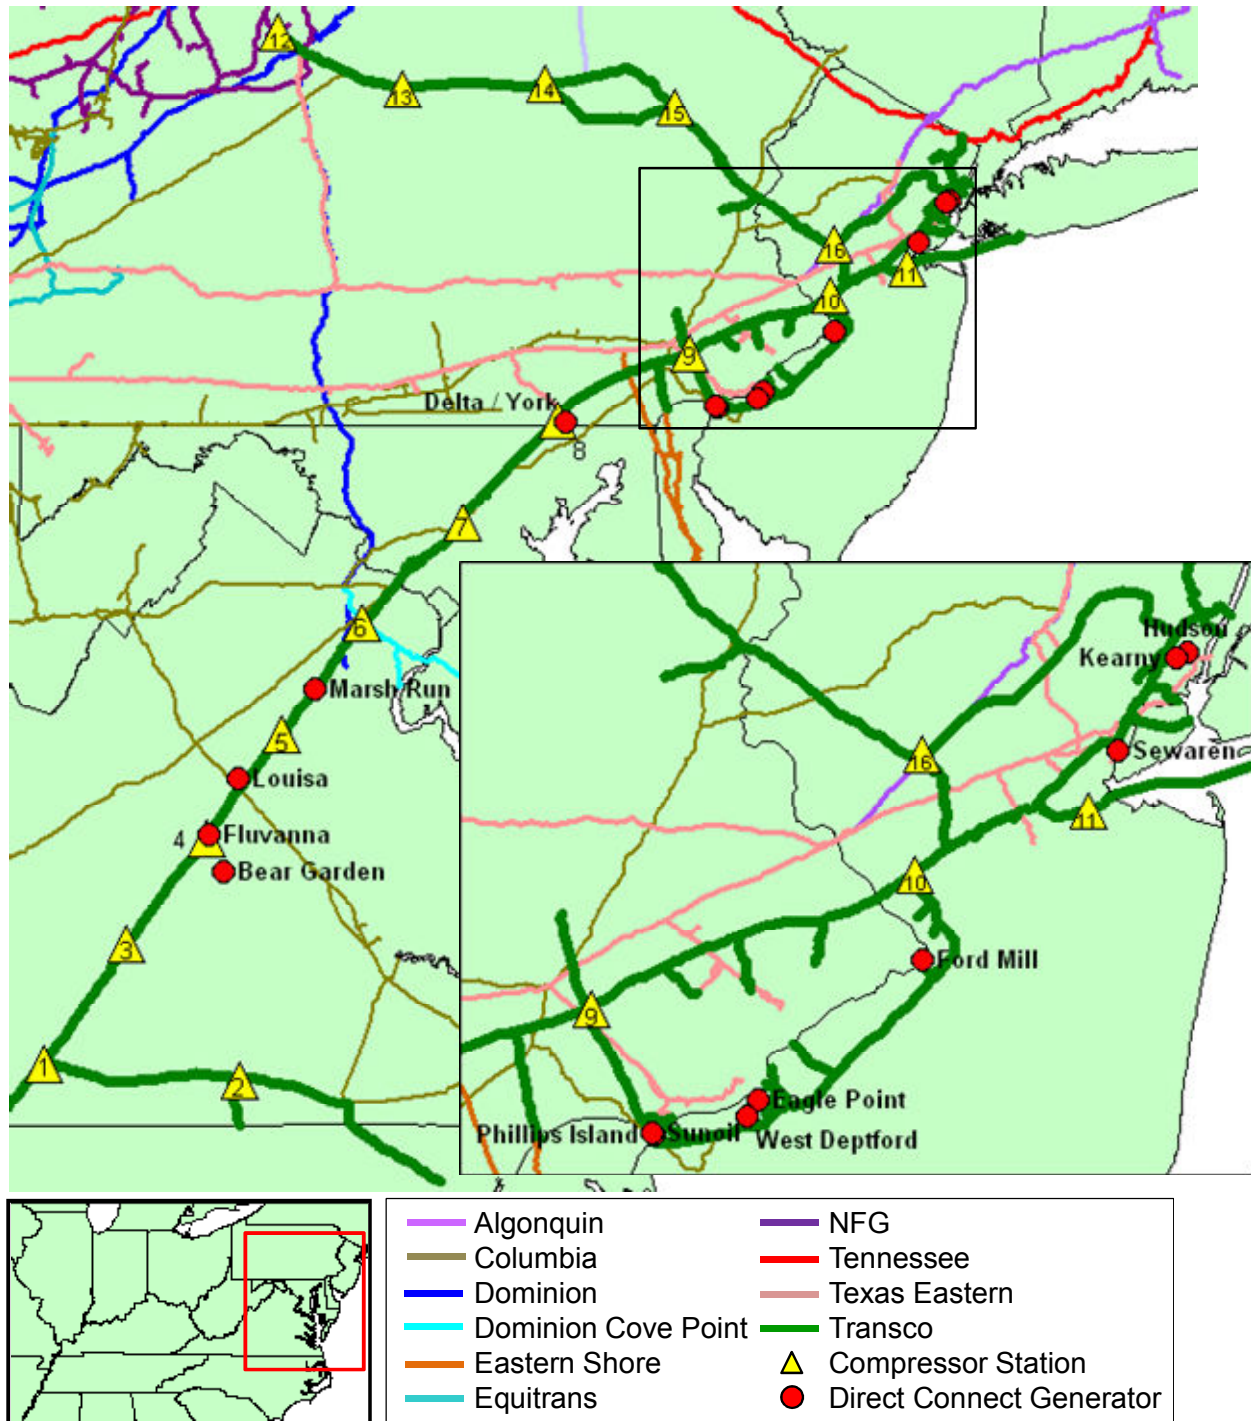 12
13
14
15
16
11
10
9
Delta / York
8
7
6
Marsh Run
5
Louisa
4
Fluvanna
Bear Garden
3
1
2
Hudson
Kearny
Sewaren
16
11
10
Ford Mill
9
Eagle Point
Phillips Island Sunoil West Deptford
Algonquin NFG
Columbia Tennessee
Dominion Texas Eastern
Dominion Cove Point Transco
Eastern Shore Compressor Station
Equitrans Direct Connect Generator